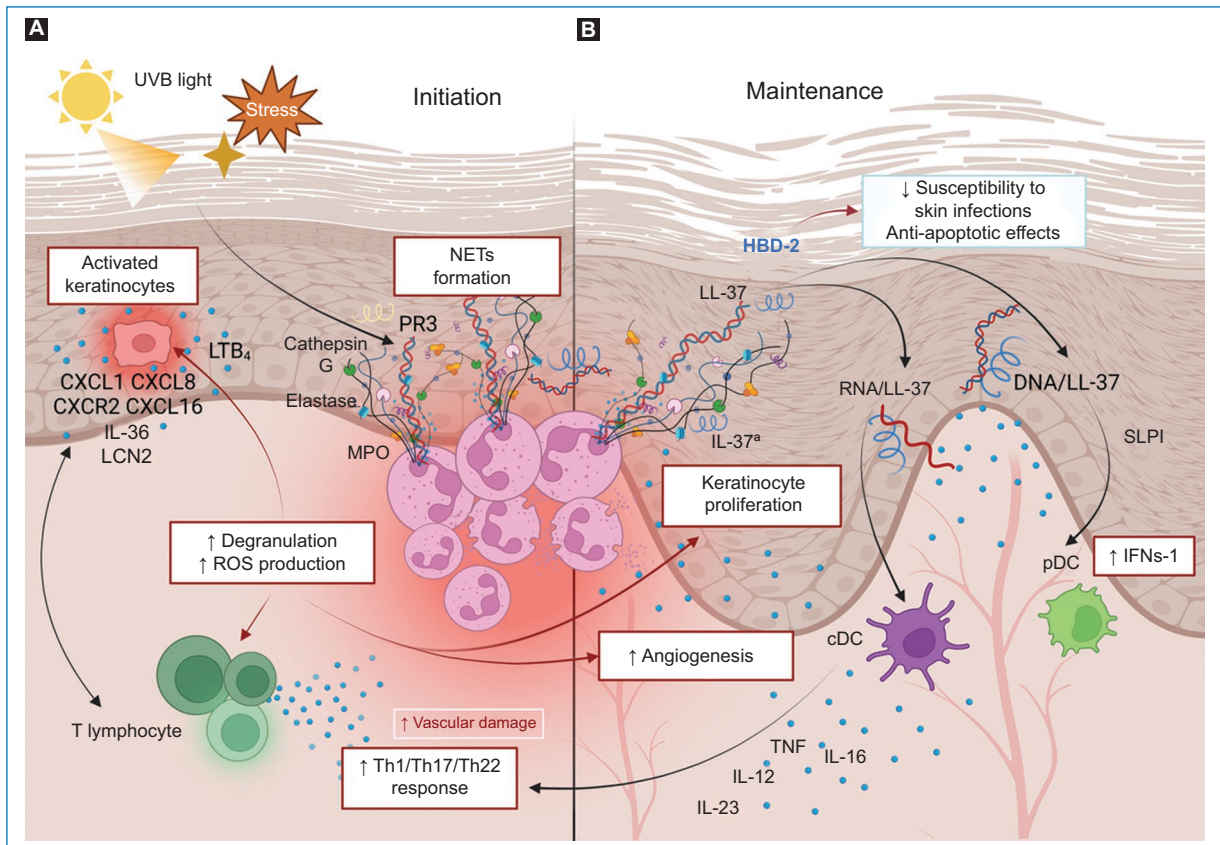 A
UVB light
Stress
Initiation
Activated
keratinocytes
NETs
formation
LTB₄
CXCL1 CXCL8
CXCR2 CXCL16
IL-36
LCN2
PR3
Cathepsin
G
Elastase
MPO
↑ Degranulation
↑ ROS production
T lymphocyte
↑ Vascular damage
↑ Th1/Th17/Th22
response
B
Maintenance
↓ Susceptibility to
skin infections
Anti-apoptotic effects
HBD-2
LL-37
RNA/LL-37
DNA/LL-37
SLPI
IL-37ª
Keratinocyte
proliferation
pDC
↑ IFNs-1
cDC
↑ Angiogenesis
TNF
IL-16
IL-12
IL-23